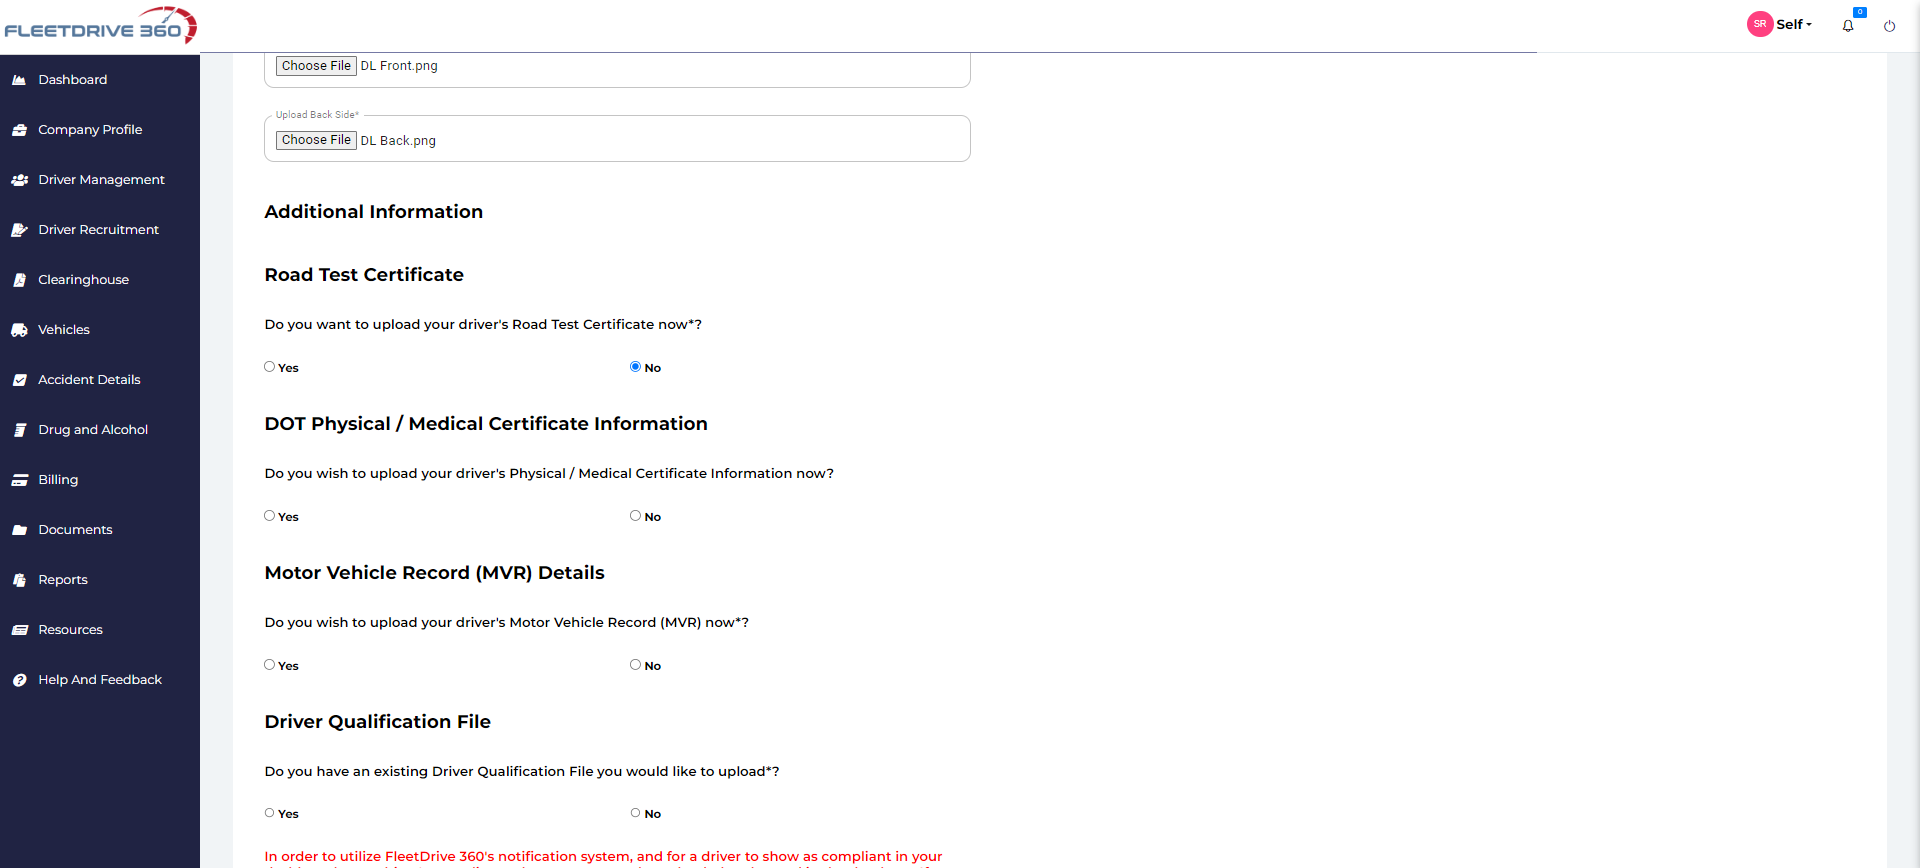 FLEETDRIVE 360
SR Self
0
Dashboard
Company Profile
Driver Management
Driver Recruitment
Clearinghouse
Vehicles
Accident Details
Drug and Alcohol
Billing
Documents
Reports
Resources
Help And Feedback
Choose File DL Front.png
Upload Back Side*
Choose File DL Back.png
Additional Information
Road Test Certificate
Do you want to upload your driver's Road Test Certificate now*?
Yes No
DOT Physical / Medical Certificate Information
Do you wish to upload your driver's Physical / Medical Certificate Information now?
Yes No
Motor Vehicle Record (MVR) Details
Do you wish to upload your driver's Motor Vehicle Record (MVR) now*?
Yes No
Driver Qualification File
Do you have an existing Driver Qualification File you would like to upload*?
Yes No
In order to utilize FleetDrive 360's notification system, and for a driver to show as compliant in your